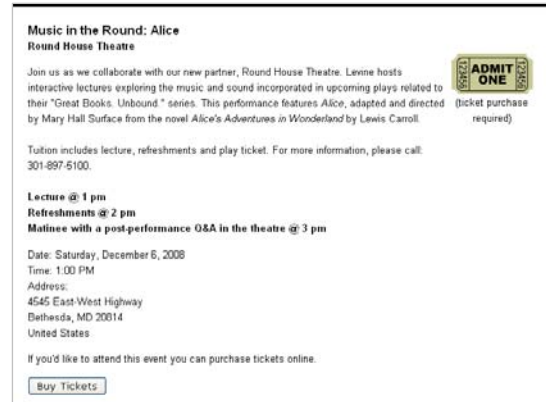 Music in the Round: Alice
Round House Theatre
Join us as we collaborate with our new partner, Round House Theatre. Levine hosts
interactive lectures exploring the music and sound incorporated in upcoming plays related to
their "Great Books. Unbound." series. This performance features Alice, adapted and directed
by Mary Hall Surface from the novel Alice's Adventures in Wonderland by Lewis Carroll.
123456
ADMIT
ONE
123456
(ticket purchase
required)
Tuition includes lecture, refreshments and play ticket. For more information, please call:
301-897-5100.
Lecture @ 1 pm
Refreshments @ 2 pm
Matinee with a post-performance Q&A in the theatre @ 3 pm
Date: Saturday, December 6, 2008
Time: 1:00 PM
Address:
4545 East-West Highway
Bethesda, MD 20814
United States
If you'd like to attend this event you can purchase tickets online.
Buy Tickets